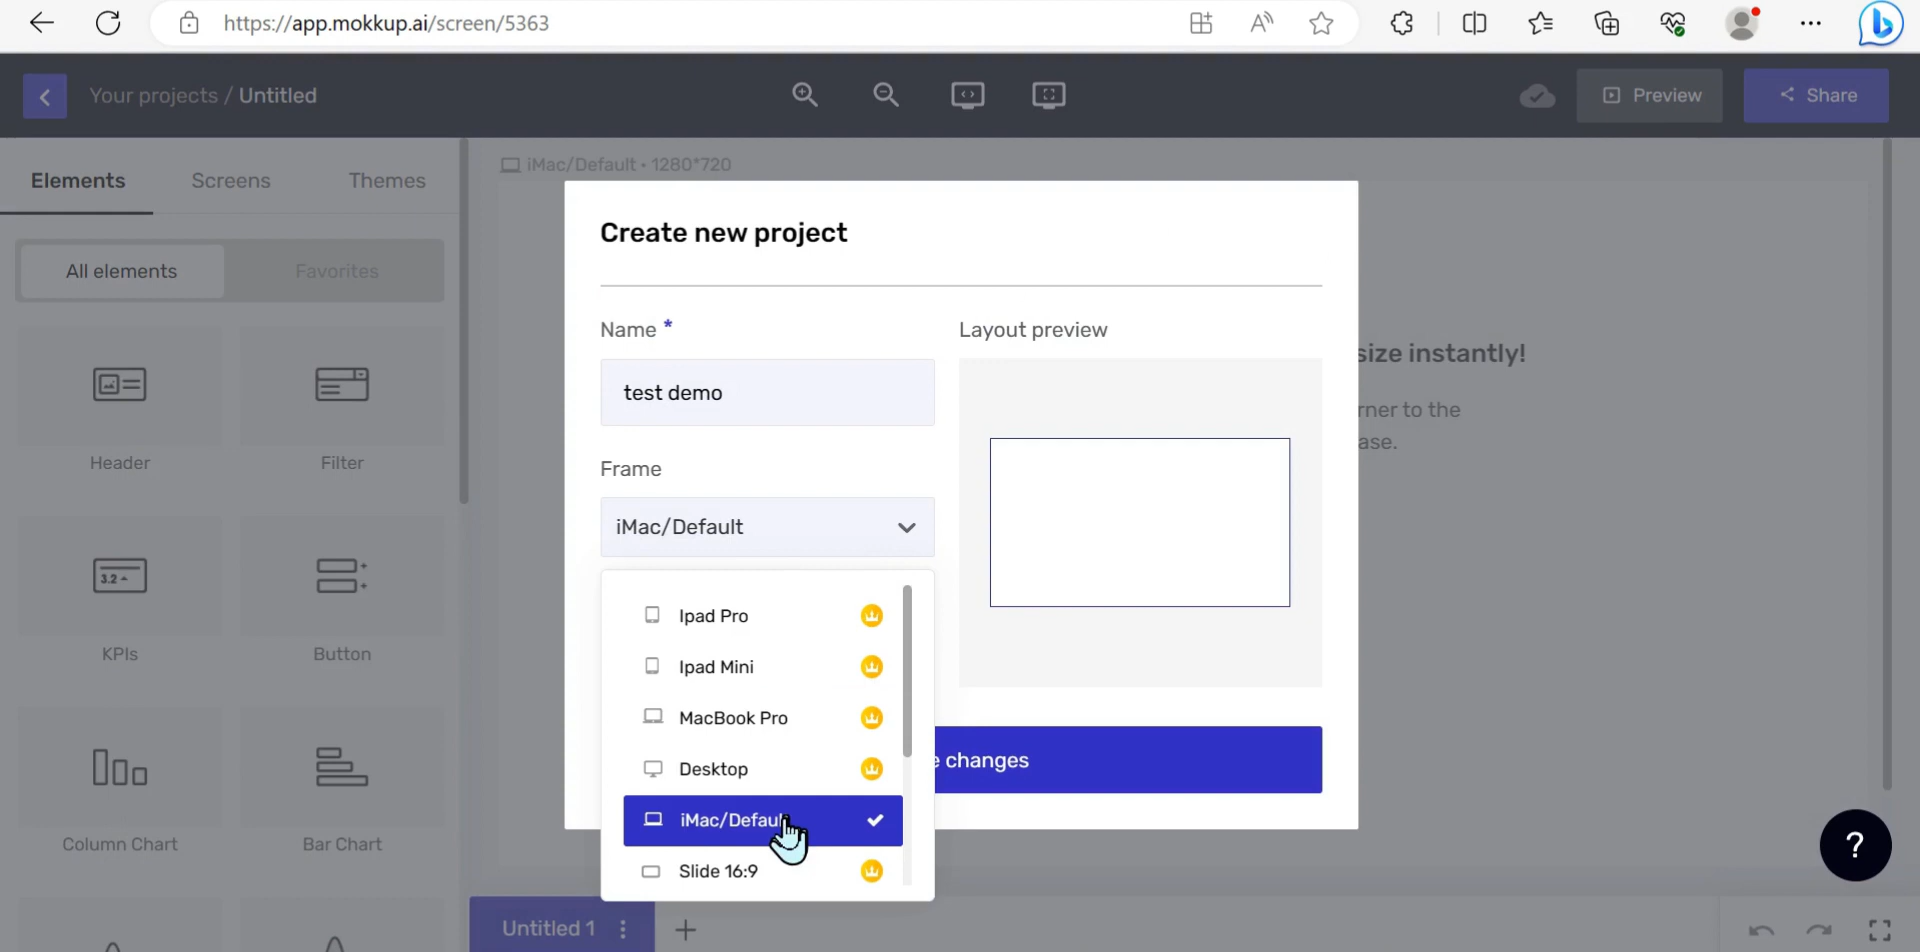 https://app.mokkup.ai/screen/5363
Your projects / Untitled
Preview
Share
Elements
Screens
Themes
iMac/Default • 1280*720
All elements
Favorites
Header
Filter
KPIs
Button
Column Chart
Bar Chart
3.2
Create new project
Name *
Layout preview
test demo
Frame
iMac/Default
Ipad Pro
Ipad Mini
MacBook Pro
Desktop
iMac/Defaul
Slide 16:9
changes
size instantly!
to the
Untitled 1
?